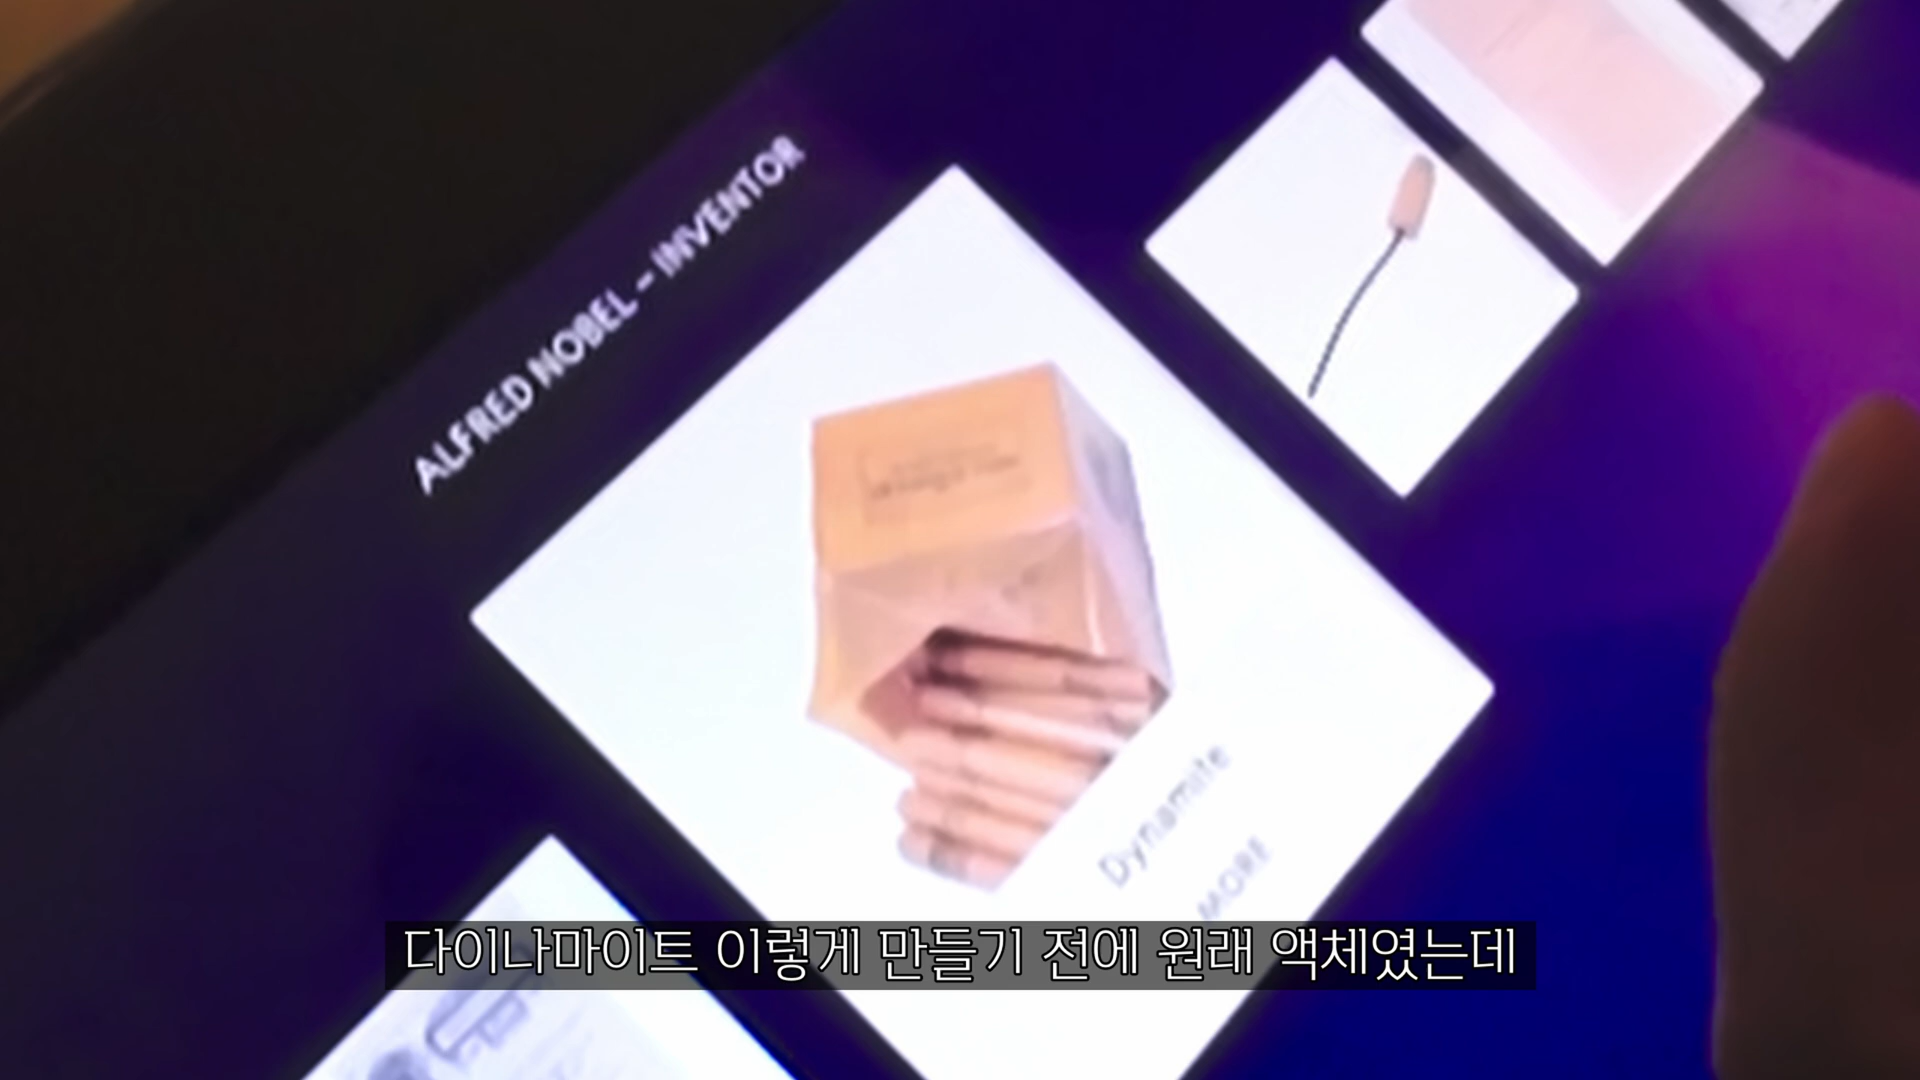 ALFRED NOBEL – INVENTOR
Dynamite
MORE
다이나마이트 이렇게 만들기 전에 원래 액체였는데